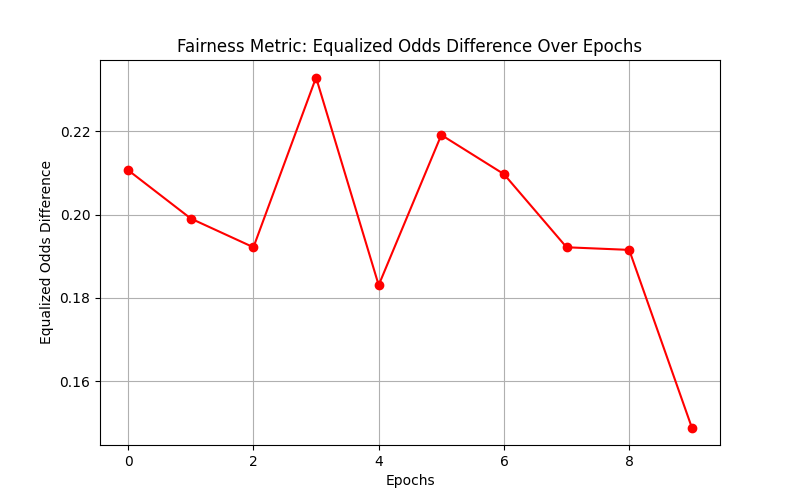 Fairness Metric: Equalized Odds Difference Over Epochs
Equalized Odds Difference
0.22
0.20
0.18
0.16
0 2 4 6 8
Epochs